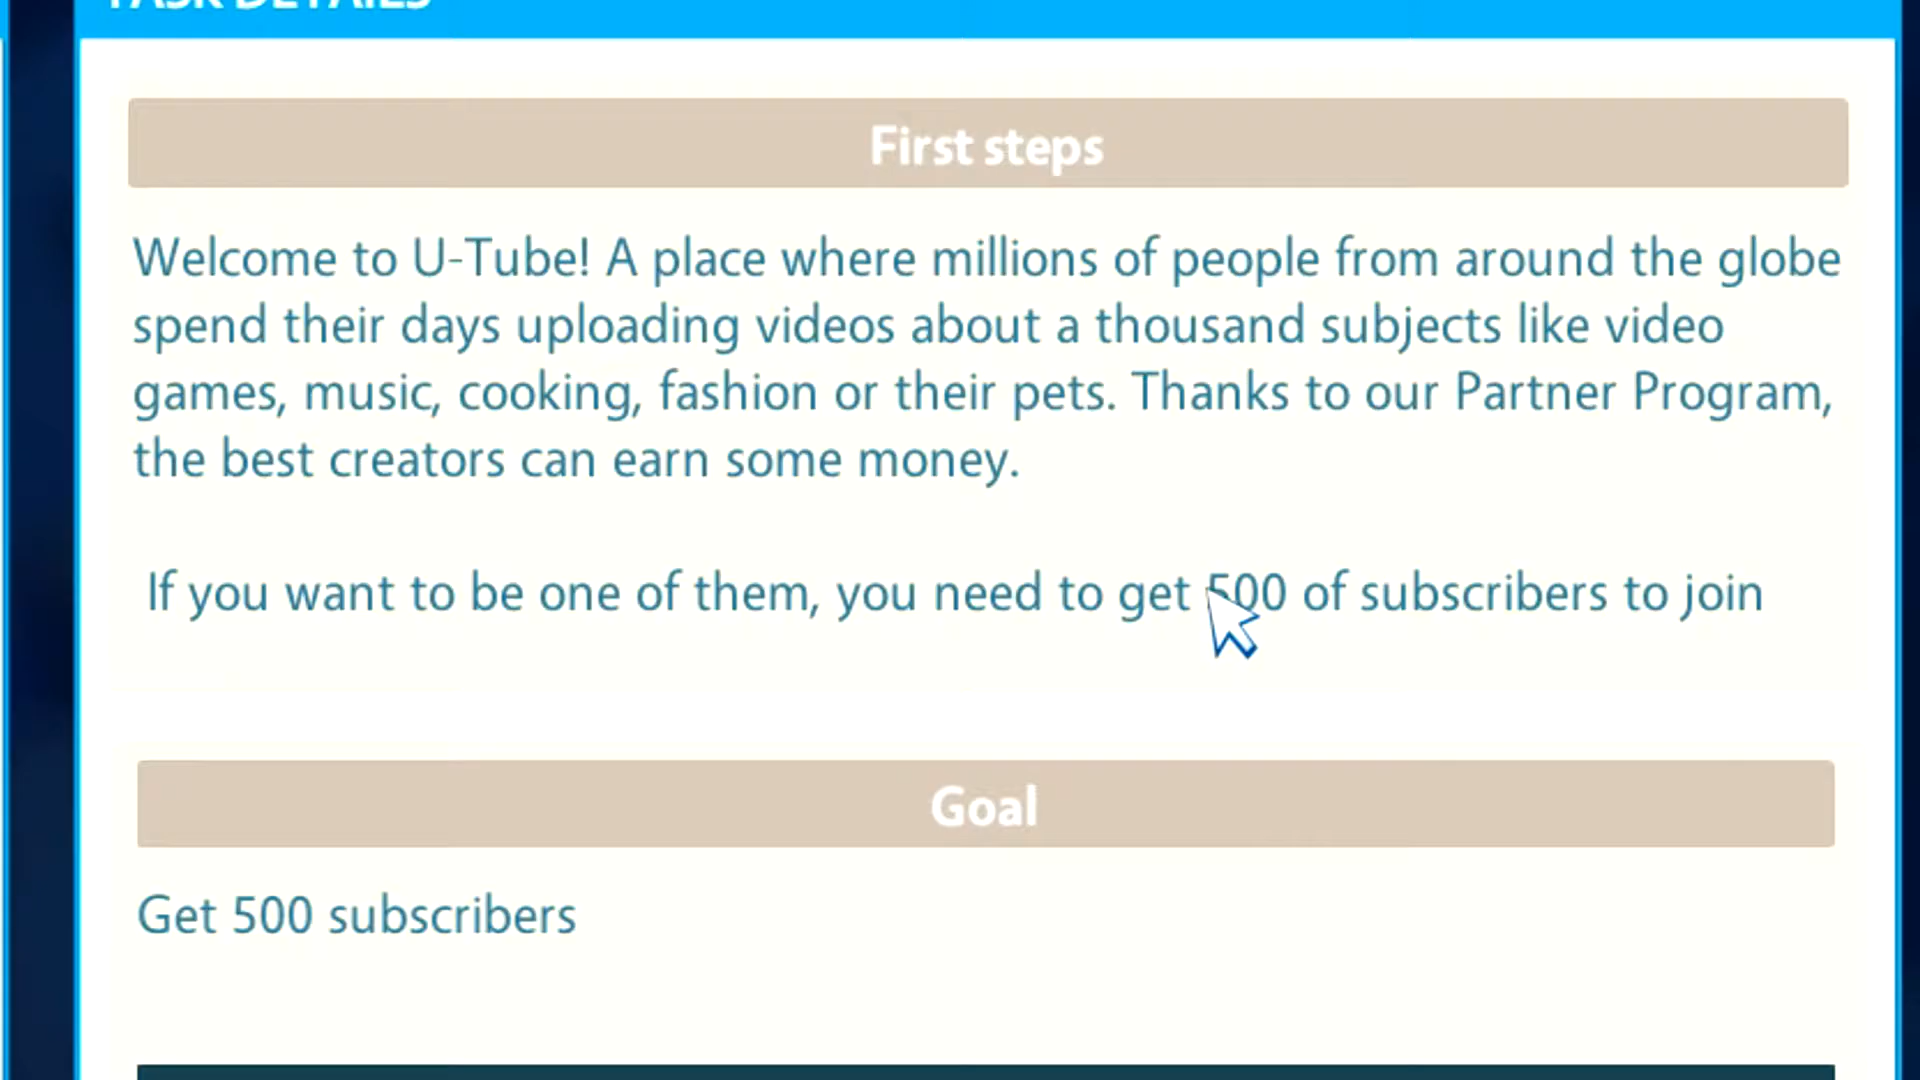 TASK DETAILS
First steps
Welcome to U-Tube! A place where millions of people from around the globe
spend their days uploading videos about a thousand subjects like video
games, music, cooking, fashion or their pets. Thanks to our Partner Program,
the best creators can earn some money.
If you want to be one of them, you need to get 500 of subscribers to join
Goal
Get 500 subscribers